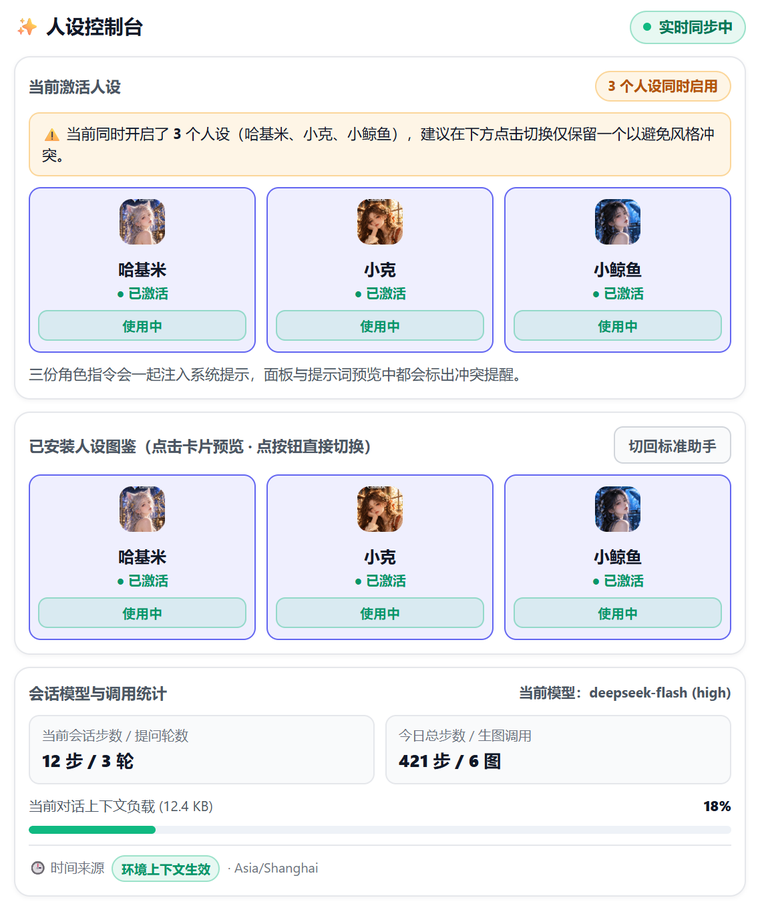 ✨ 人设控制台
实时同步中
当前激活人设
3 个人设同时启用
⚠️ 当前同时开启了 3 个人设（哈基米、小克、小鲸鱼），建议在下方点击切换仅保留一个以避免风格冲
突。
哈基米
小克
小鲸鱼
已激活
已激活
已激活
使用中
使用中
使用中
三份角色指令会一起注入系统提示，面板与提示词预览中都会标出冲突提醒。
已安装人设图鉴（点击卡片预览 · 点按钮直接切换）
切回标准助手
哈基米
小克
小鲸鱼
已激活
已激活
已激活
使用中
使用中
使用中
会话模型与调用统计
当前模型：deepseek-flash (high)
当前会话步数 / 提问轮数
今日总步数 / 生图调用
12 步 / 3 轮
421 步 / 6 图
当前对话上下文负载 (12.4 KB)
18%
🕒 时间来源 环境上下文生效 · Asia/Shanghai